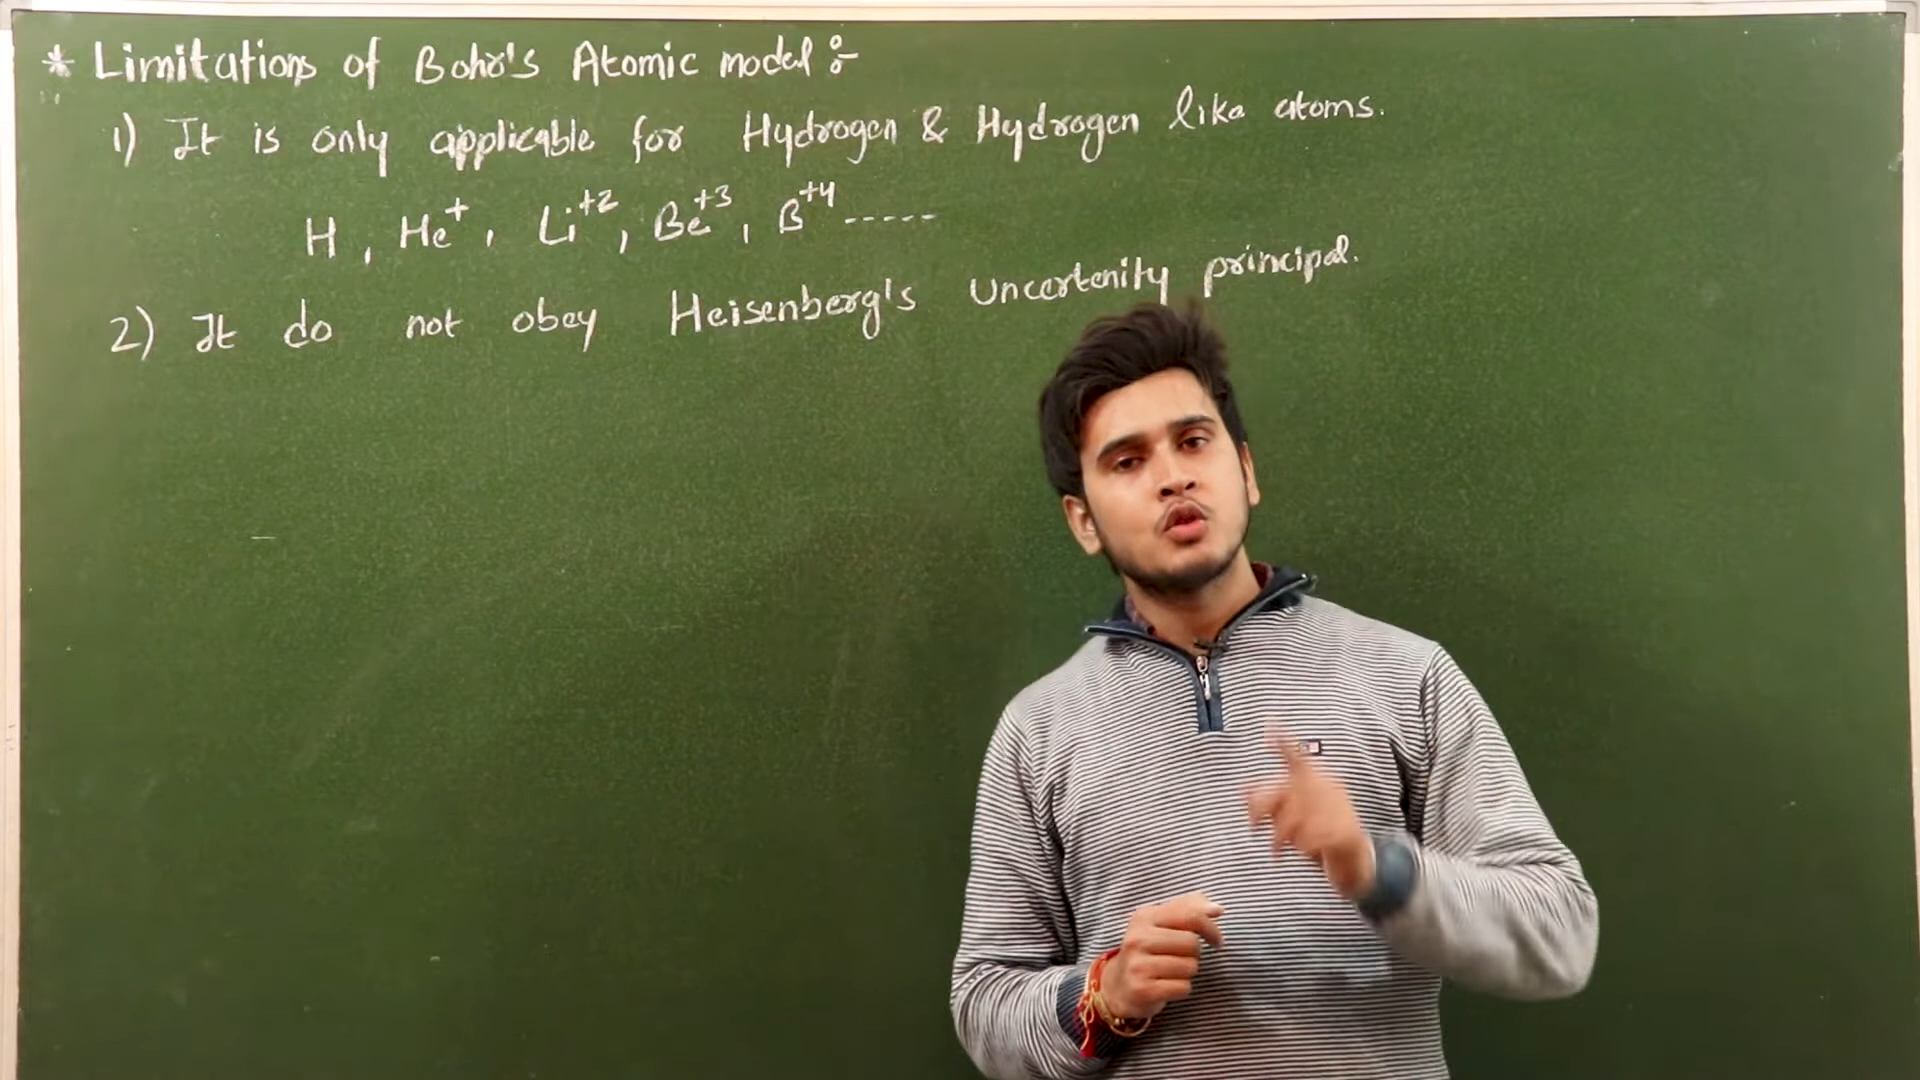 * Limitations of Bohr's Atomic model :-
1) It is only applicable for Hydrogen & Hydrogen like atoms.
H, He⁺, Li⁺², Be⁺³, B⁺⁴ -----
2) It do not obey Heisenberg's uncertenity principal.